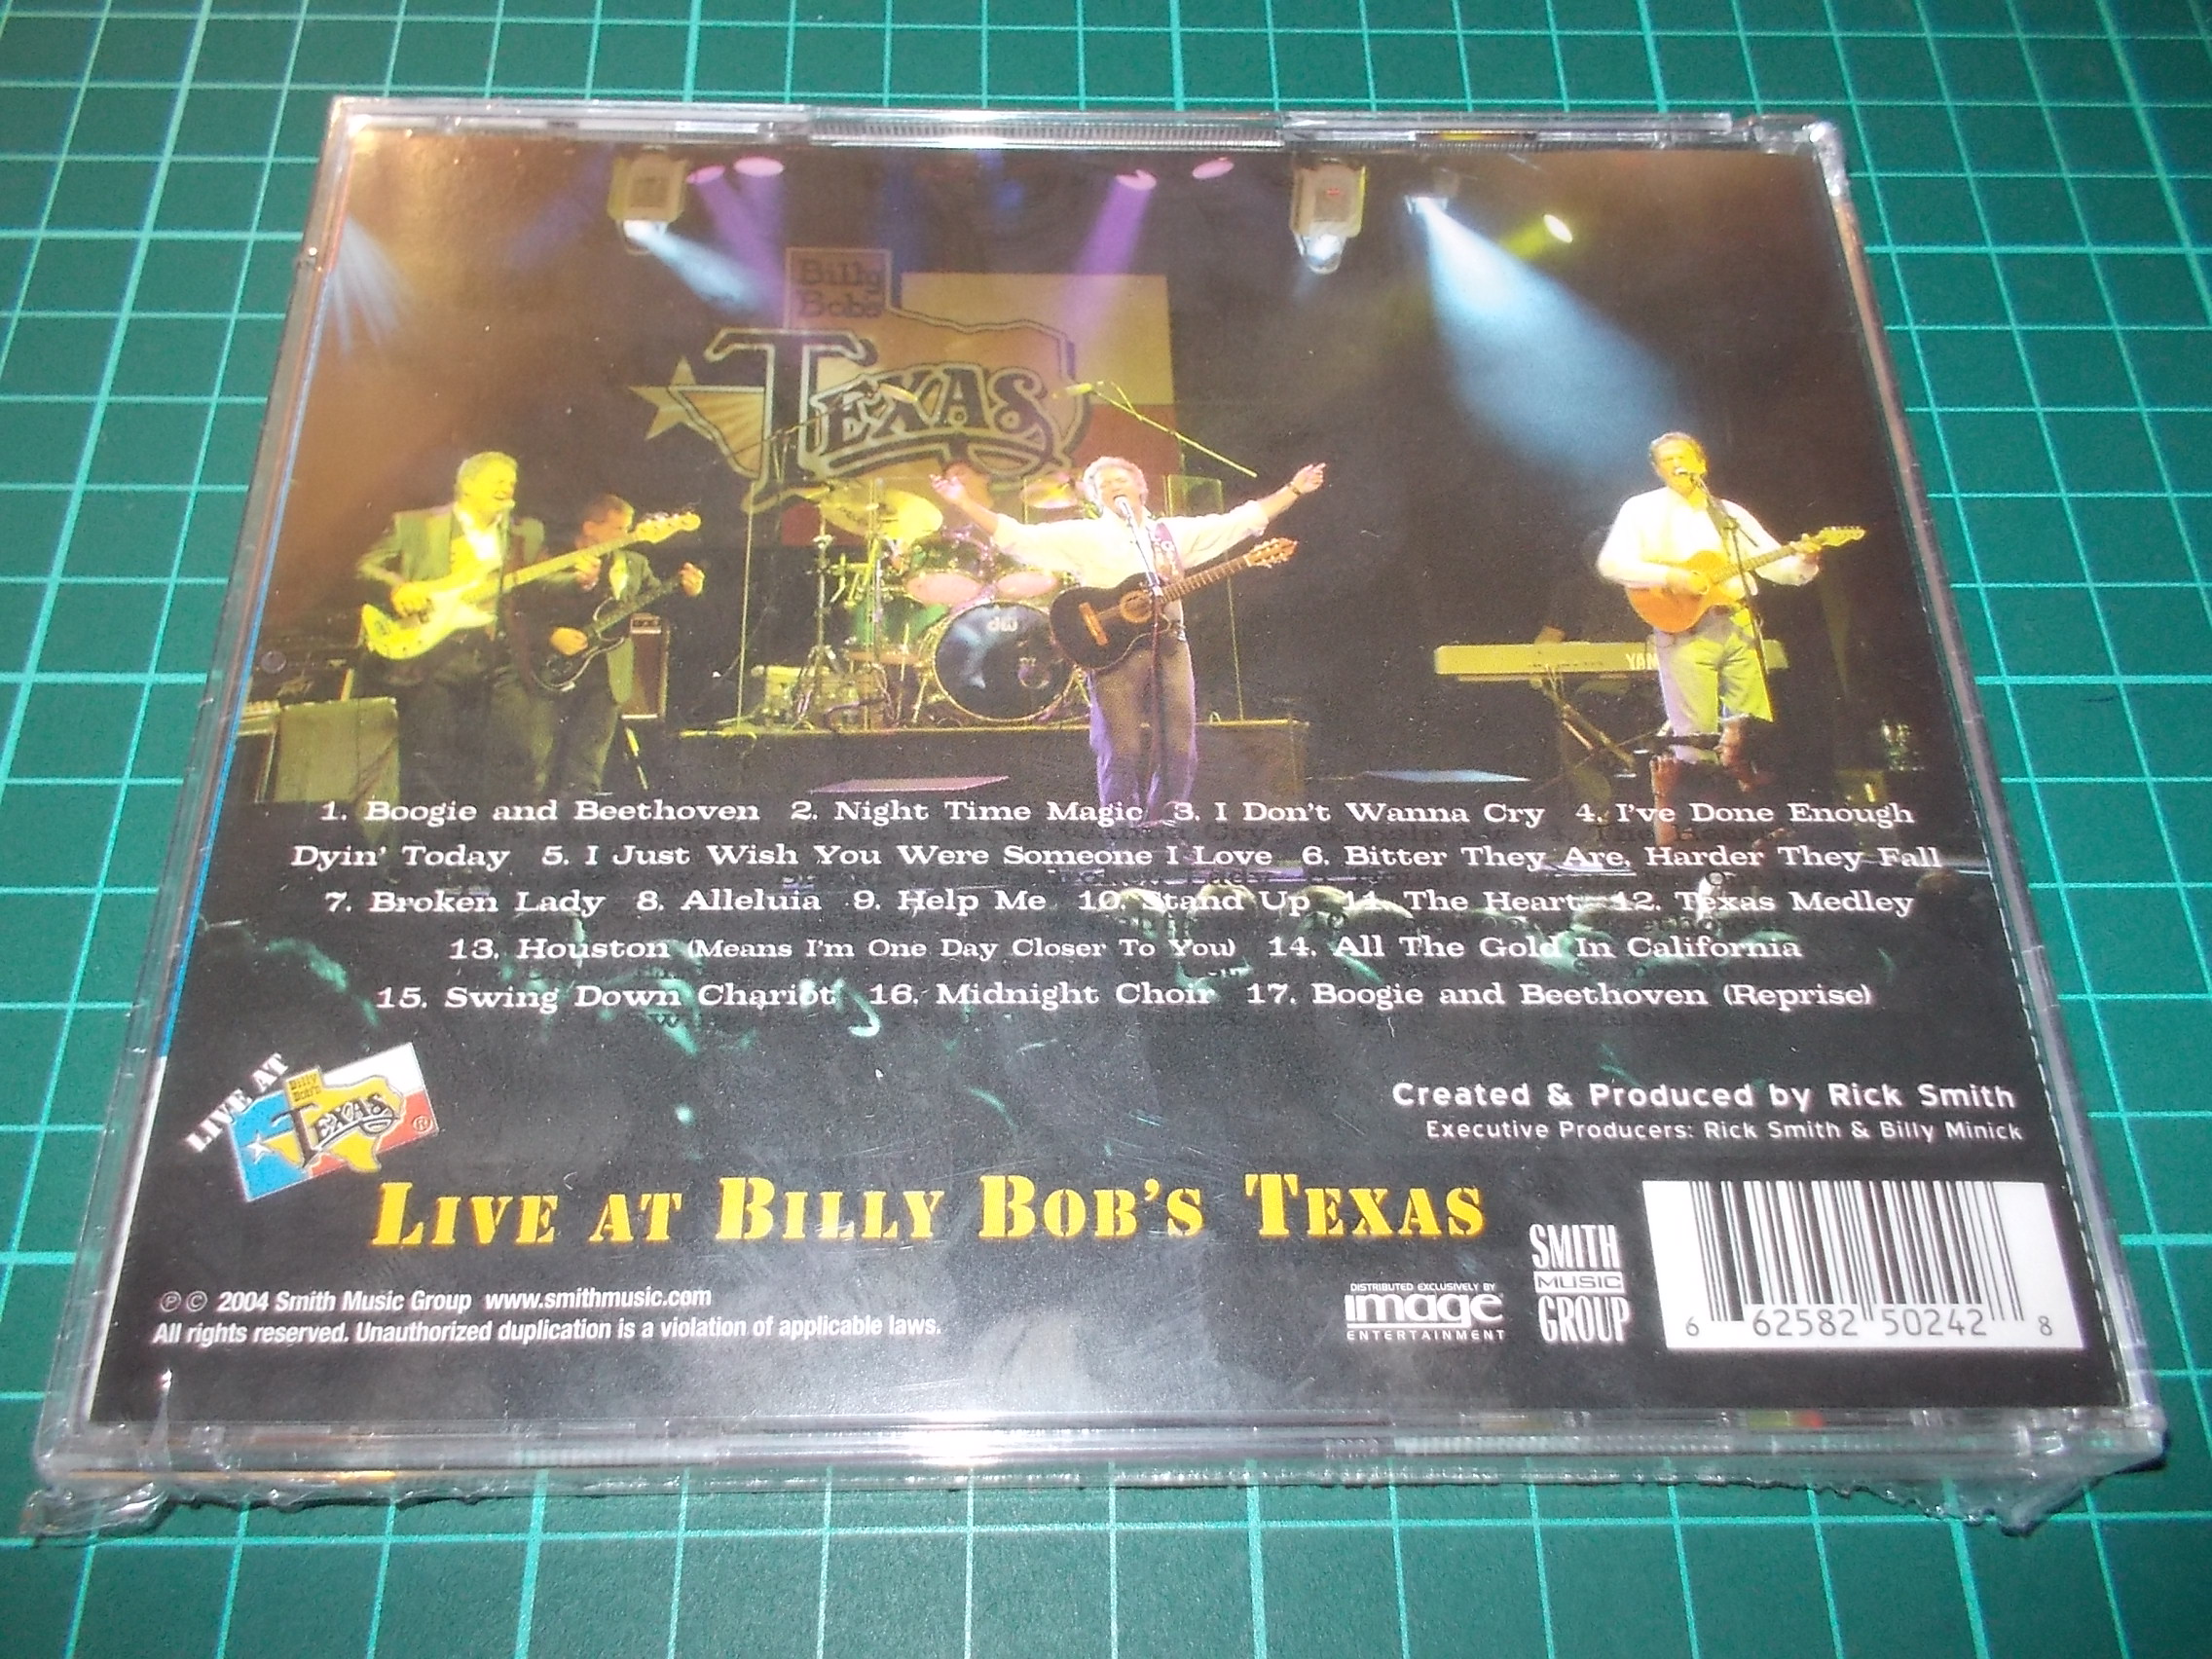 Billy
Bob's
TEXAS
dw
YAM
1. Boogie and Beethoven 2. Night Time Magic 3. I Don't Wanna Cry 4. I've Done Enough
Dyin' Today 5. I Just Wish You Were Someone I Love 6. Bitter They Are, Harder They Fall
7. Broken Lady 8. Alleluia 9. Help Me 10. Stand Up 11. The Heart 12. Texas Medley
13. Houston (Means I'm One Day Closer To You) 14. All The Gold In California
15. Swing Down Chariot 16. Midnight Choir 17. Boogie and Beethoven (Reprise)
LIVE AT
Billy
Bob's
TEXAS
®
Created & Produced by Rick Smith
Executive Producers: Rick Smith & Billy Minick
LIVE AT BILLY BOB'S TEXAS
℗ © 2004 Smith Music Group www.smithmusic.com
All rights reserved. Unauthorized duplication is a violation of applicable laws.
DISTRIBUTED EXCLUSIVELY BY
image
ENTERTAINMENT
SMITH
MUSIC
GROUP
6 62582 50242 8